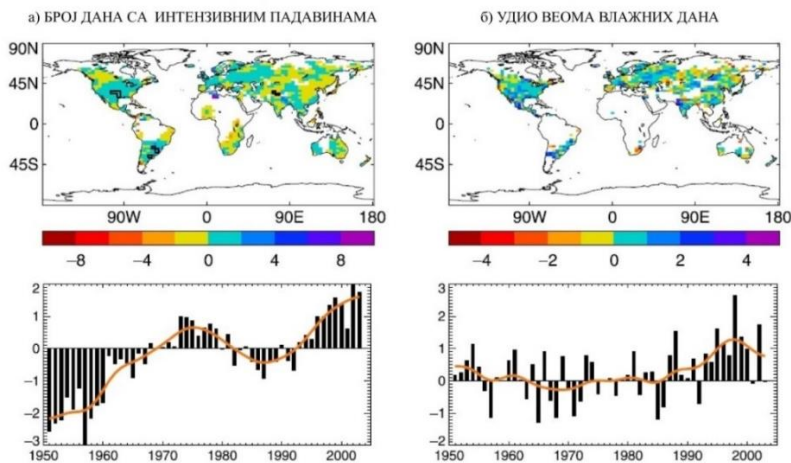 а) БРОЈ ДАНА СА ИНТЕНЗИВНИМ ПАДАВИНАМА
90N
45N
0
45S
90W 0 90E 180
−8 −4 0 4 8
2
1
0
−1
−2
−3
1950 1960 1970 1980 1990 2000
б) УДИО ВЕОМА ВЛАЖНИХ ДАНА
90N
45N
0
45S
90W 0 90E 180
−4 −2 0 2 4
3
2
1
0
−1
−2
1950 1960 1970 1980 1990 2000